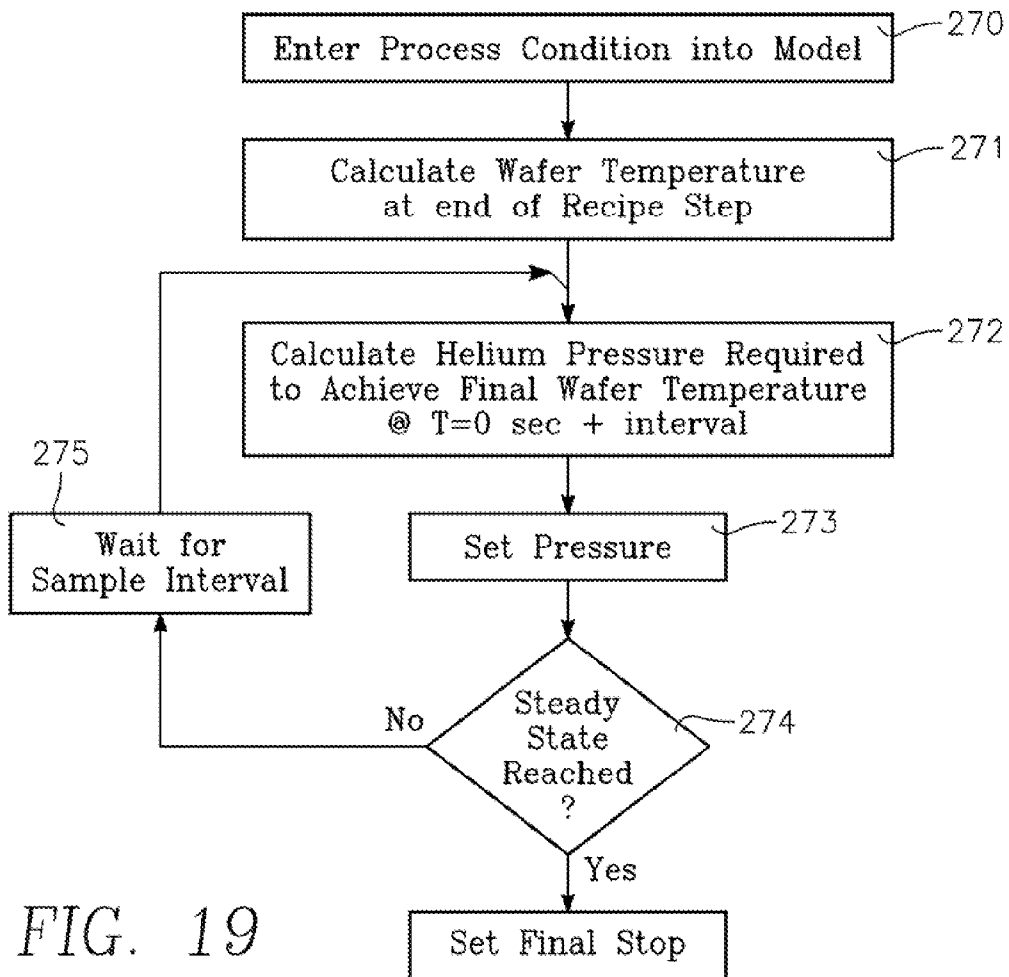 Enter Process Condition into Model
270
Calculate Wafer Temperature
at end of Recipe Step
271
Calculate Helium Pressure Required
to Achieve Final Wafer Temperature
@ T=0 sec + interval
272
275
Wait for
Sample Interval
Set Pressure
273
No
Steady
State
Reached
?
274
Yes
Set Final Stop
FIG. 19